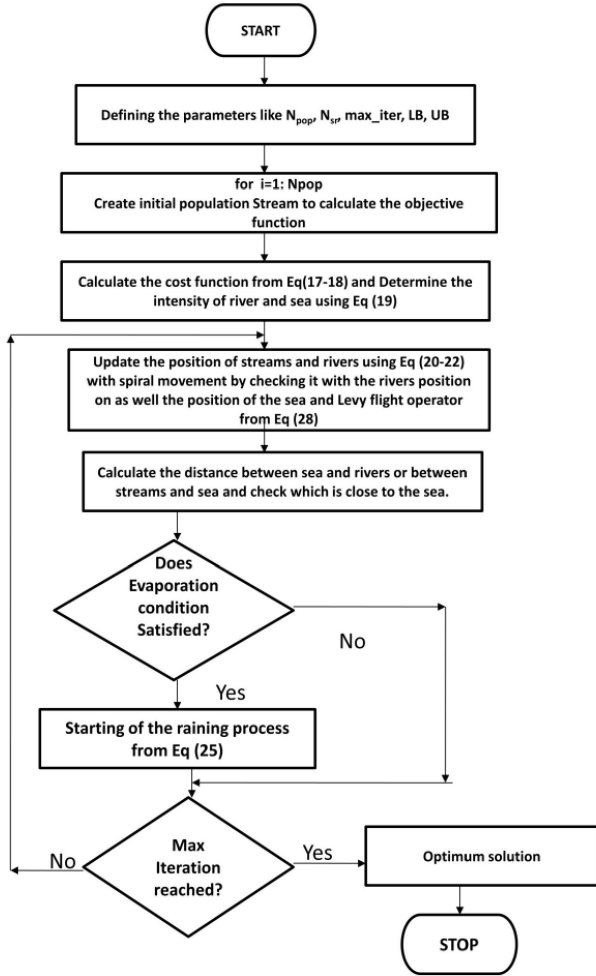 START
Defining the parameters like Npop, Nsr, max_iter, LB, UB
for i=1: Npop
Create initial population Stream to calculate the objective
function
Calculate the cost function from Eq(17-18) and Determine the
intensity of river and sea using Eq (19)
Update the position of streams and rivers using Eq (20-22)
with spiral movement by checking it with the rivers position
on as well the position of the sea and Levy flight operator
from Eq (28)
Calculate the distance between sea and rivers or between
streams and sea and check which is close to the sea.
Does
Evaporation
condition
Satisfied?
No
Yes
Starting of the raining process
from Eq (25)
Max
Iteration
reached?
No
Yes
Optimum solution
STOP